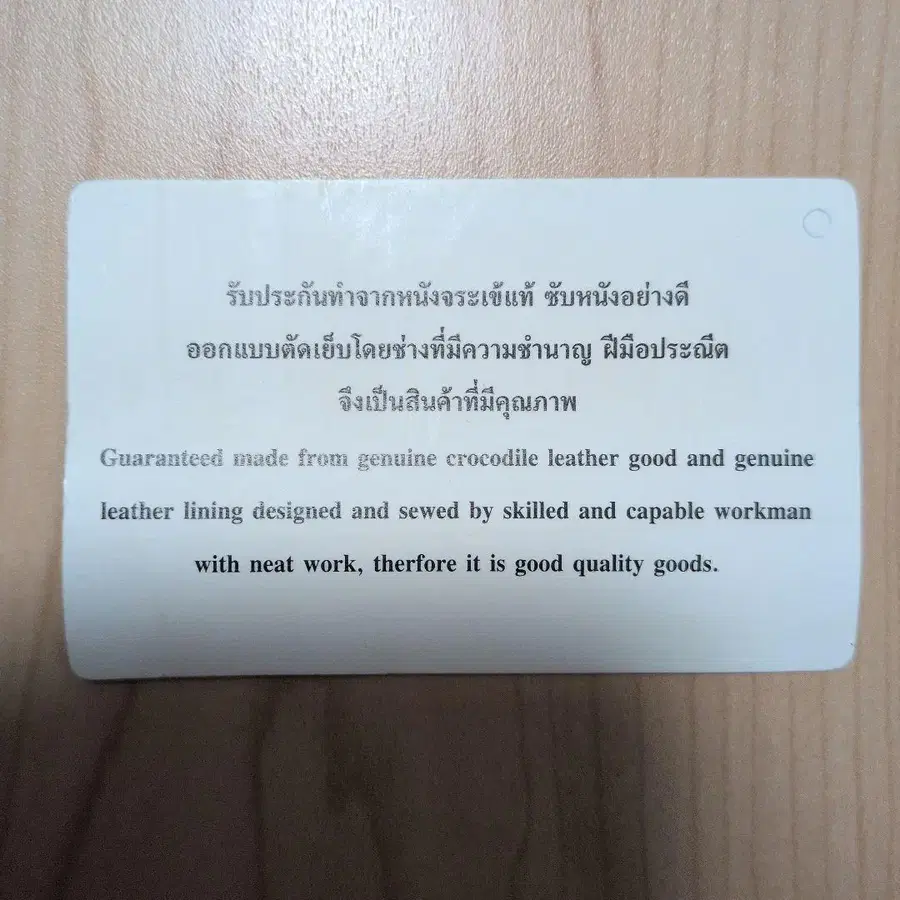 รับประกันทำจากหนังจระเข้แท้ ซับหนังอย่างดี
ออกแบบตัดเย็บโดยช่างที่มีความชำนาญ ฝีมือประณีต
จึงเป็นสินค้าที่มีคุณภาพ
Guaranteed made from genuine crocodile leather good and genuine
leather lining designed and sewed by skilled and capable workman
with neat work, therfore it is good quality goods.